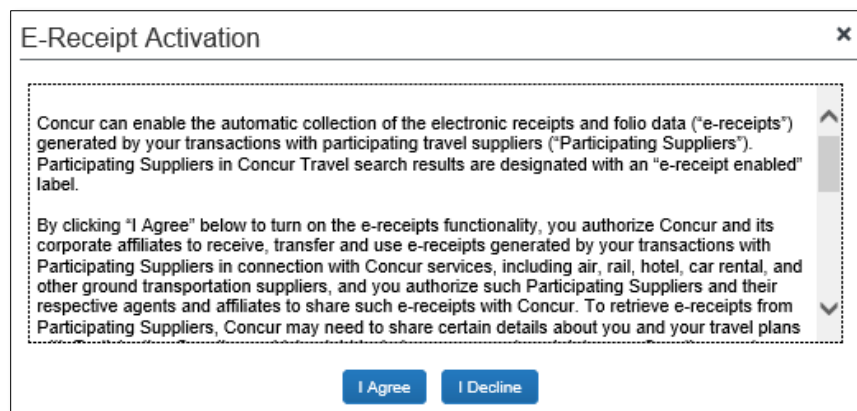 E-Receipt Activation
Concur can enable the automatic collection of the electronic receipts and folio data (“e-receipts”)
generated by your transactions with participating travel suppliers (“Participating Suppliers”).
Participating Suppliers in Concur Travel search results are designated with an “e-receipt enabled”
label.
By clicking “I Agree” below to turn on the e-receipts functionality, you authorize Concur and its
corporate affiliates to receive, transfer and use e-receipts generated by your transactions with
Participating Suppliers in connection with Concur services, including air, rail, hotel, car rental, and
other ground transportation suppliers, and you authorize such Participating Suppliers and their
respective agents and affiliates to share such e-receipts with Concur. To retrieve e-receipts from
Participating Suppliers, Concur may need to share certain details about you and your travel plans
I Agree I Decline